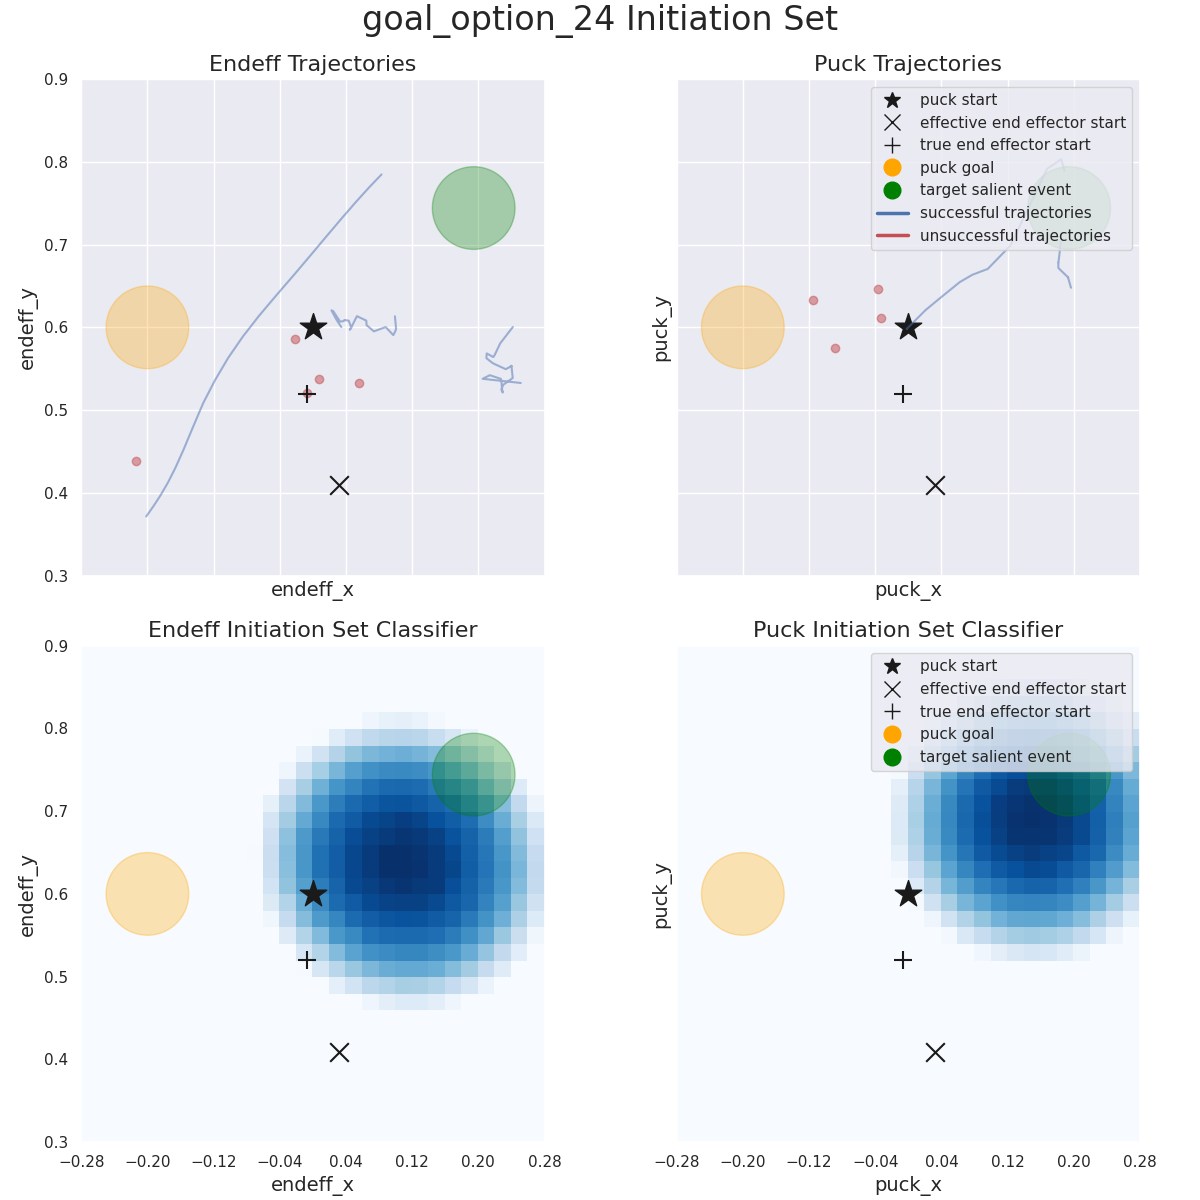 goal_option_24 Initiation Set
Endeff Trajectories
0.9
0.8
0.7
0.6
0.5
0.4
0.3
endeff_y
endeff_x
Puck Trajectories
puck start
effective end effector start
true end effector start
puck goal
target salient event
successful trajectories
unsuccessful trajectories
puck_y
puck_x
Endeff Initiation Set Classifier
0.9
0.8
0.7
0.6
0.5
0.4
0.3
endeff_y
−0.28 −0.20 −0.12 −0.04 0.04 0.12 0.20 0.28
endeff_x
Puck Initiation Set Classifier
puck start
effective end effector start
true end effector start
puck goal
target salient event
puck_y
−0.28 −0.20 −0.12 −0.04 0.04 0.12 0.20 0.28
puck_x